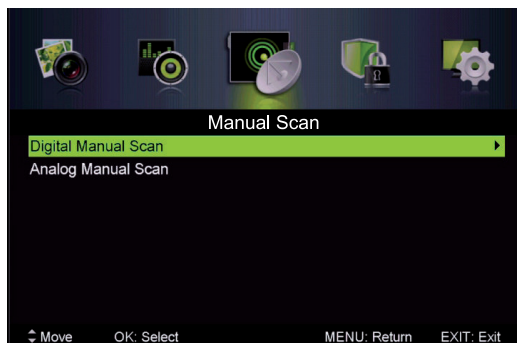 Manual Scan
Digital Manual Scan
Analog Manual Scan
Move OK: Select MENU: Return EXIT: Exit